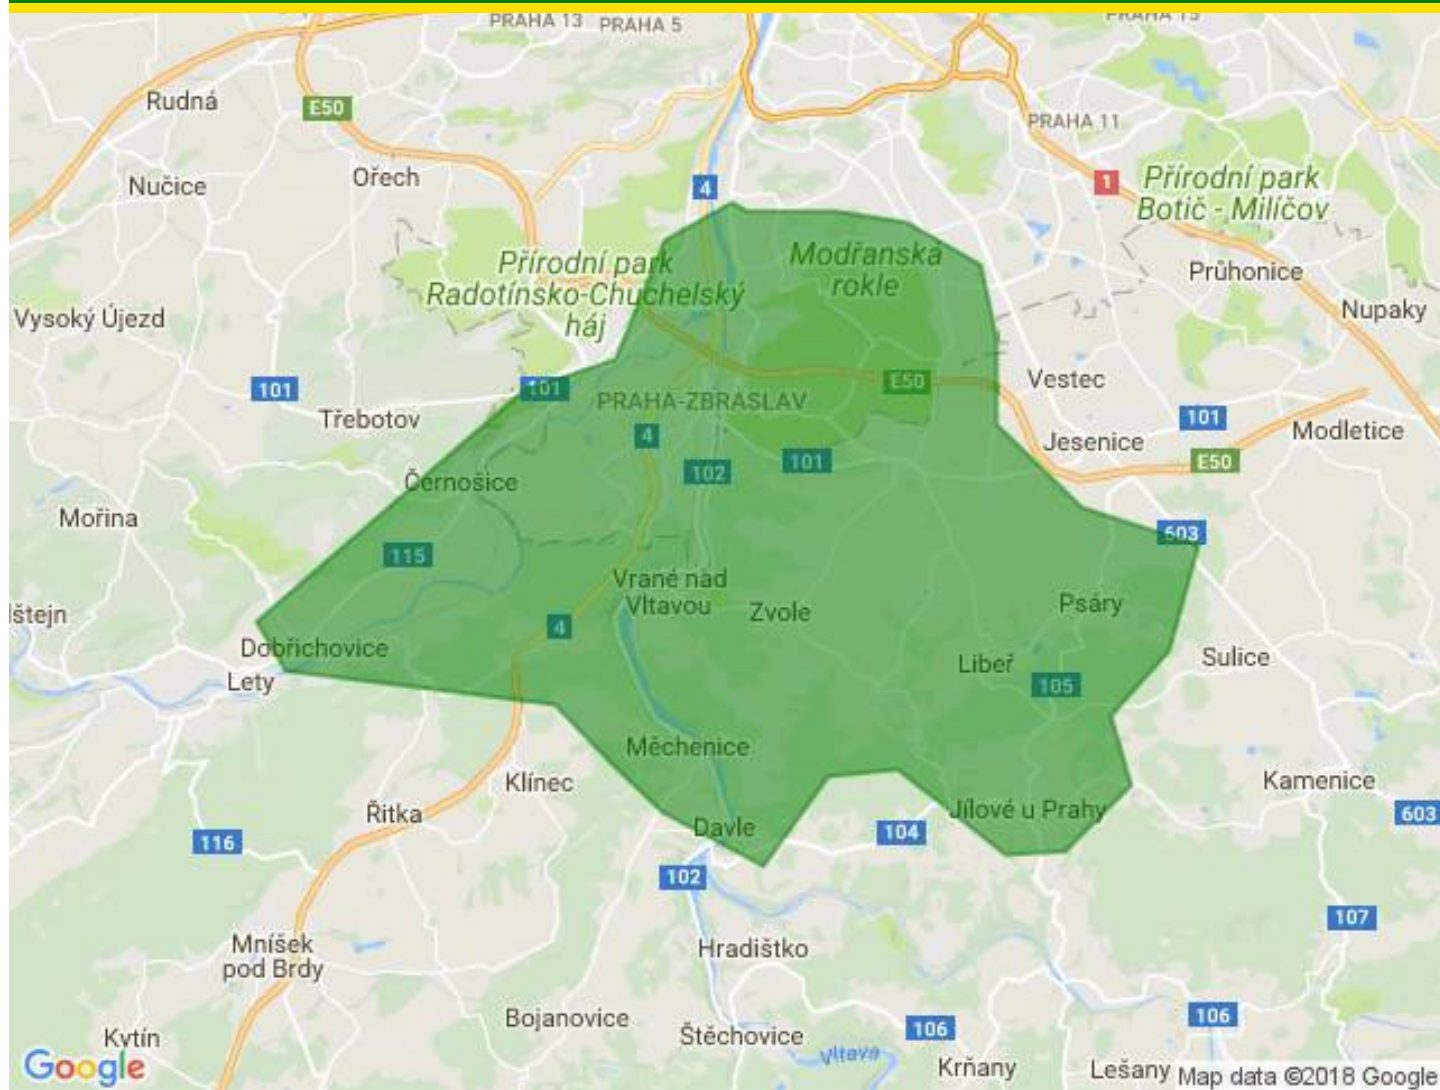 PRAHA 13
PRAHA 5
PRAHA 15
Rudná
E50
PRAHA 11
Nučice
Ořech
4
1
Přírodní park
Botič - Milíčov
Přírodní park
Radotínsko-Chuchelský
háj
Modřanská
rokle
Průhonice
Nupaky
Vysoký Újezd
101
101
E50
Vestec
PRAHA-ZBRASLAV
Třebotov
101
Modletice
4
Jesenice
102
101
E50
Černošice
Mořina
603
115
Vrané nad
Vltavou
Zvole
Psáry
lštejn
4
Dobřichovice
Lety
Libeř
Sulice
105
Měchenice
Klínec
Kamenice
Řitka
Jílové u Prahy
603
Davle
104
116
102
107
Mníšek
pod Brdy
Hradištko
Bojanovice
Štěchovice
106
106
Kytín
Vltava
Krňany
Lešany
Google
Map data ©2018 Google